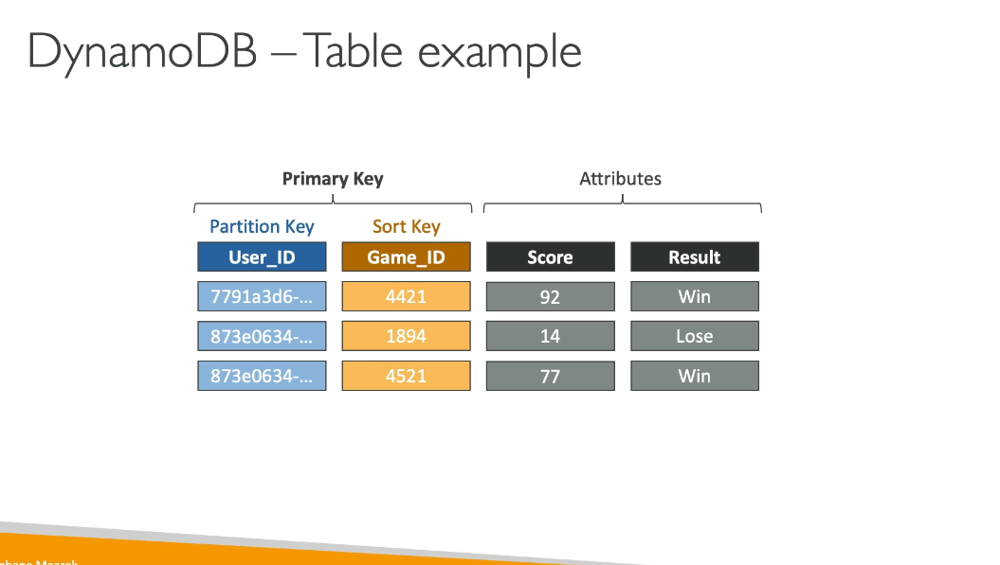 DynamoDB – Table example
Primary Key Attributes
Partition Key Sort Key
User_ID Game_ID Score Result
7791a3d6-... 4421 92 Win
873e0634-... 1894 14 Lose
873e0634-... 4521 77 Win